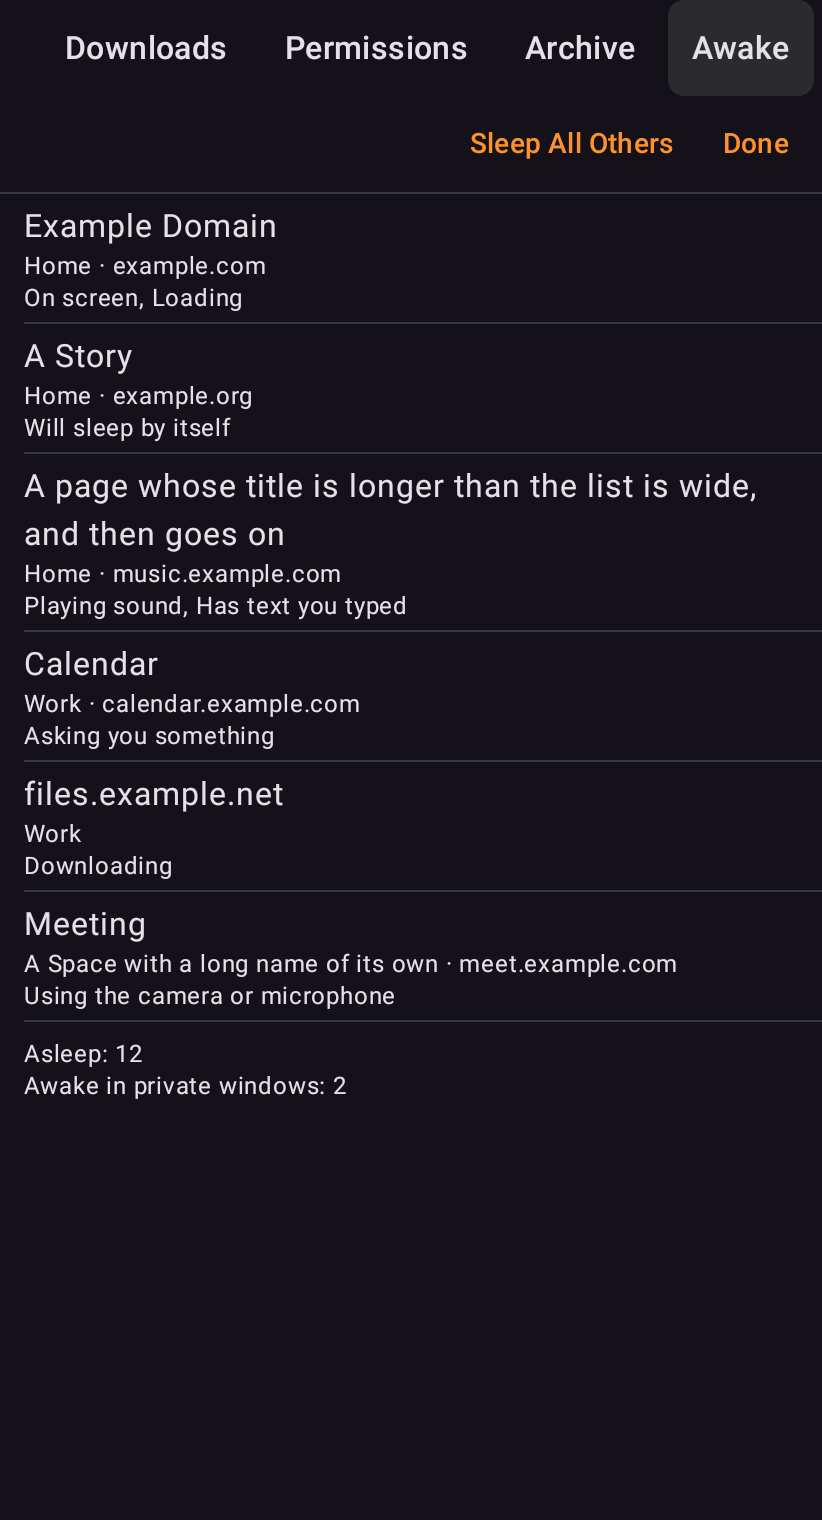 Downloads Permissions Archive Awake
Sleep All Others Done
Example Domain
Home · example.com
On screen, Loading
A Story
Home · example.org
Will sleep by itself
A page whose title is longer than the list is wide,
and then goes on
Home · music.example.com
Playing sound, Has text you typed
Calendar
Work · calendar.example.com
Asking you something
files.example.net
Work
Downloading
Meeting
A Space with a long name of its own · meet.example.com
Using the camera or microphone
Asleep: 12
Awake in private windows: 2